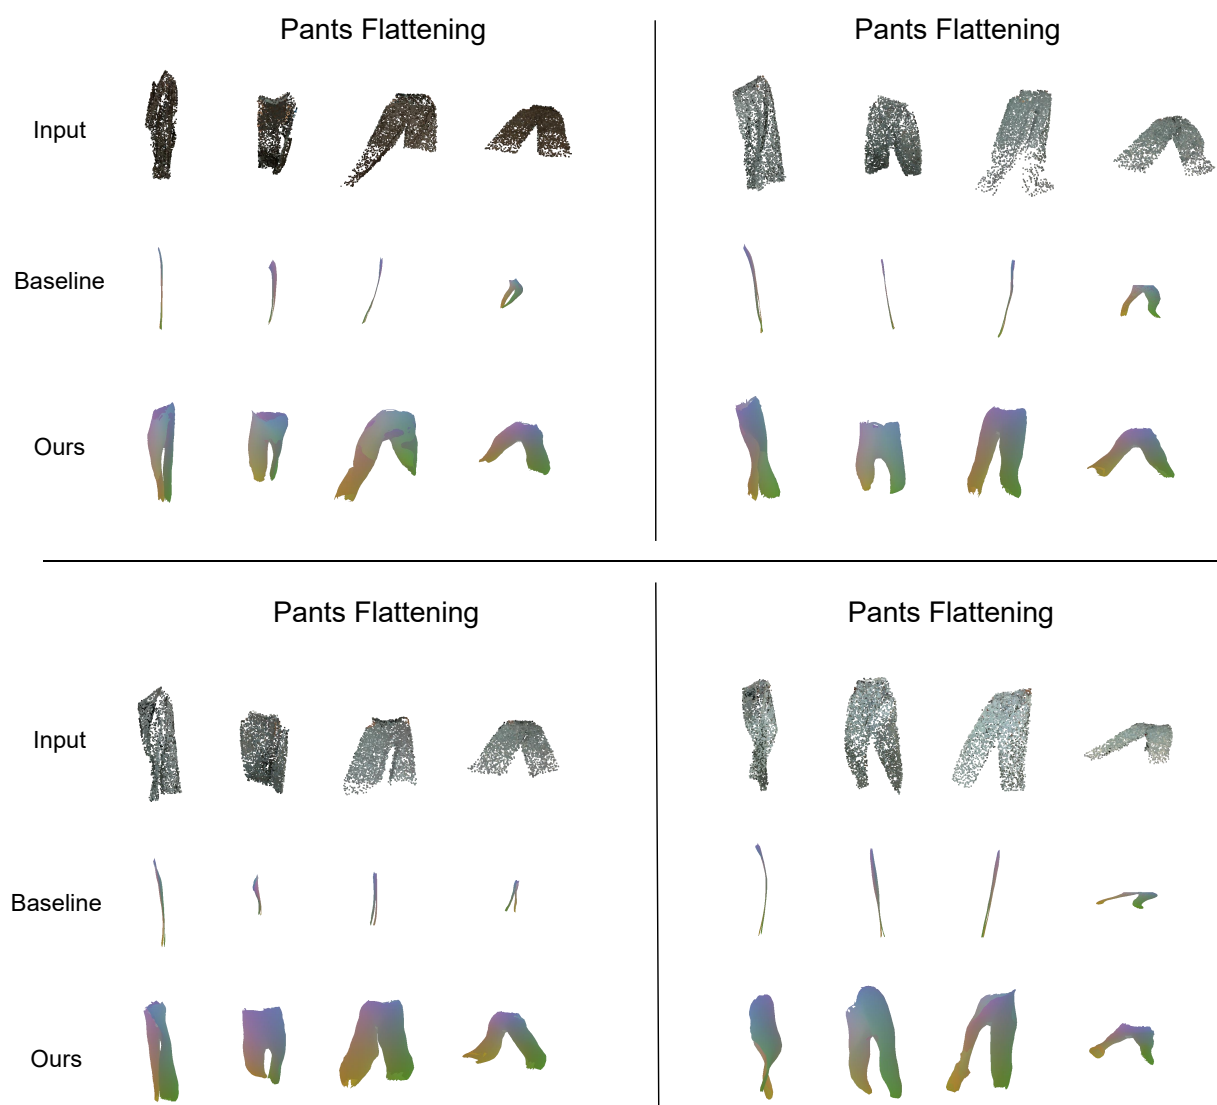 Pants Flattening
Pants Flattening
Input
Baseline
Ours
Pants Flattening
Pants Flattening
Input
Baseline
Ours